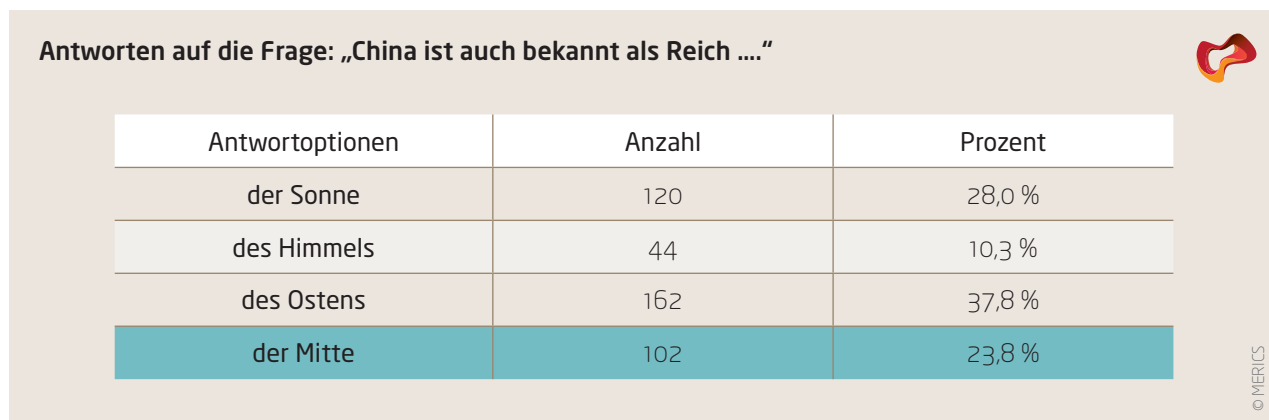 Antworten auf die Frage: „China ist auch bekannt als Reich ....“
Antwortoptionen Anzahl Prozent
der Sonne 120 28,0 %
des Himmels 44 10,3 %
des Ostens 162 37,8 %
der Mitte 102 23,8 %
© MERICS